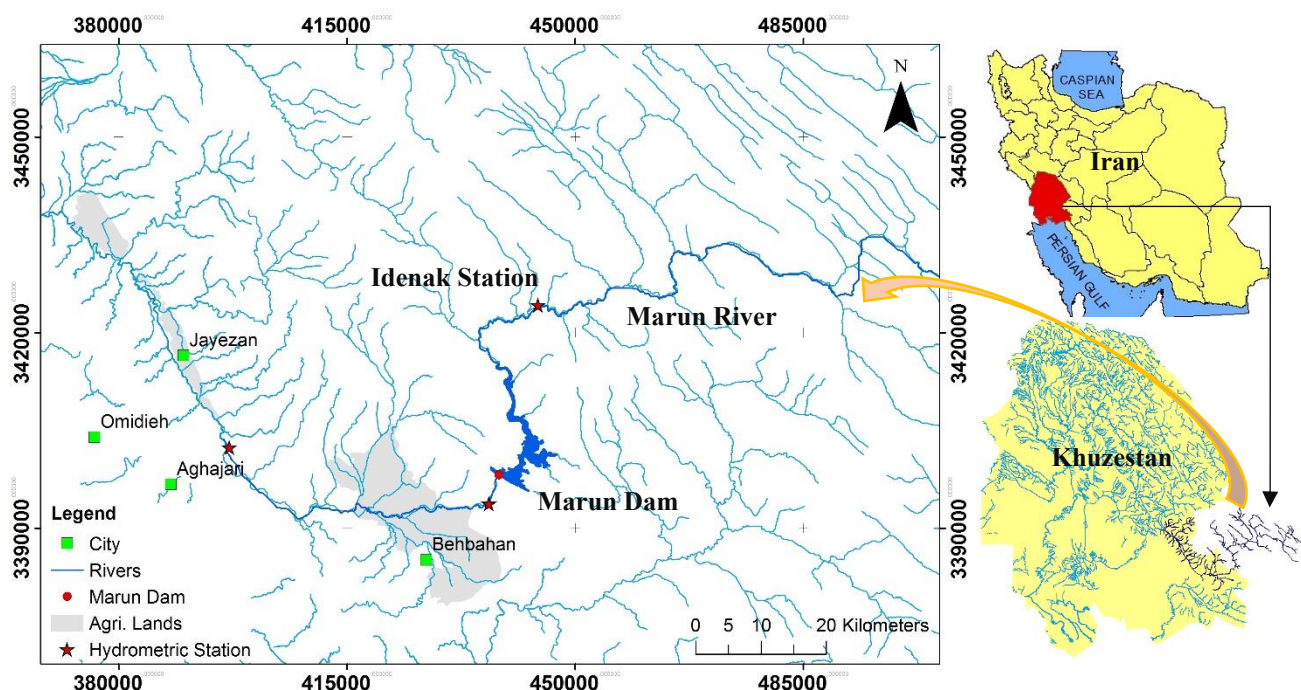 380000
415000
450000
485000
N
3450000
3420000
3390000
3450000
3420000
3390000
Idenak Station
Marun River
Jayezan
Omidieh
Aghajari
Marun Dam
Behbahan
Legend
City
Rivers
Marun Dam
Agri. Lands
Hydrometric Station
0 5 10 20 Kilometers
380000
415000
450000
485000
CASPIAN
SEA
Iran
PERSIAN GULF
Khuzestan